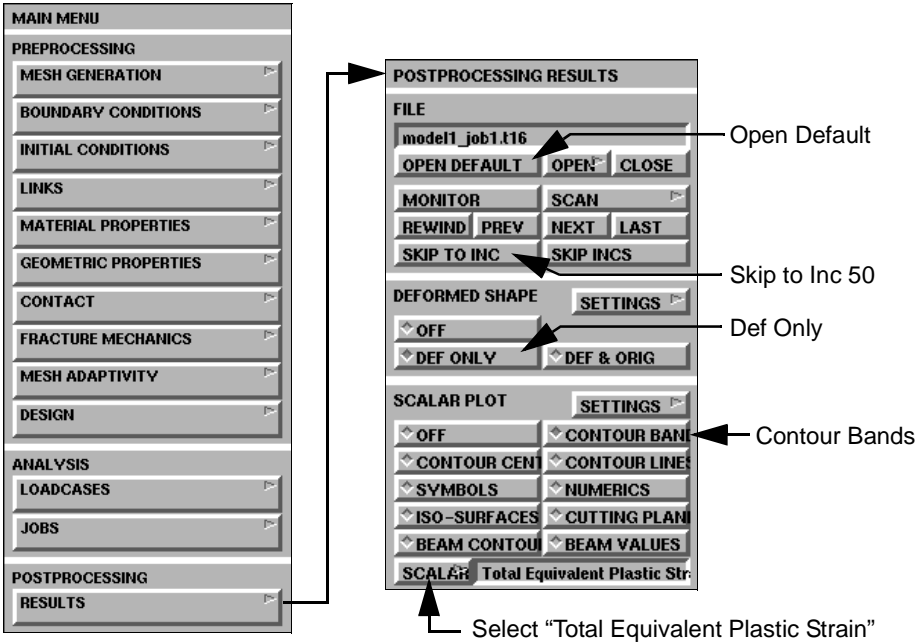 MAIN MENU
PREPROCESSING
MESH GENERATION
BOUNDARY CONDITIONS
INITIAL CONDITIONS
LINKS
MATERIAL PROPERTIES
GEOMETRIC PROPERTIES
CONTACT
FRACTURE MECHANICS
MESH ADAPTIVITY
DESIGN
ANALYSIS
LOADCASES
JOBS
POSTPROCESSING
RESULTS
POSTPROCESSING RESULTS
FILE
model1_job1.t16
OPEN DEFAULT OPEN CLOSE
MONITOR SCAN
REWIND PREV NEXT LAST
SKIP TO INC SKIP INCS
DEFORMED SHAPE SETTINGS
OFF
DEF ONLY DEF & ORIG
SCALAR PLOT SETTINGS
OFF CONTOUR BAN
CONTOUR CENT CONTOUR LINES
SYMBOLS NUMERICS
ISO-SURFACES CUTTING PLAN
BEAM CONTOU BEAM VALUES
SCALAR Total Equivalent Plastic Str
Open Default
Skip to Inc 50
Def Only
Contour Bands
Select “Total Equivalent Plastic Strain”